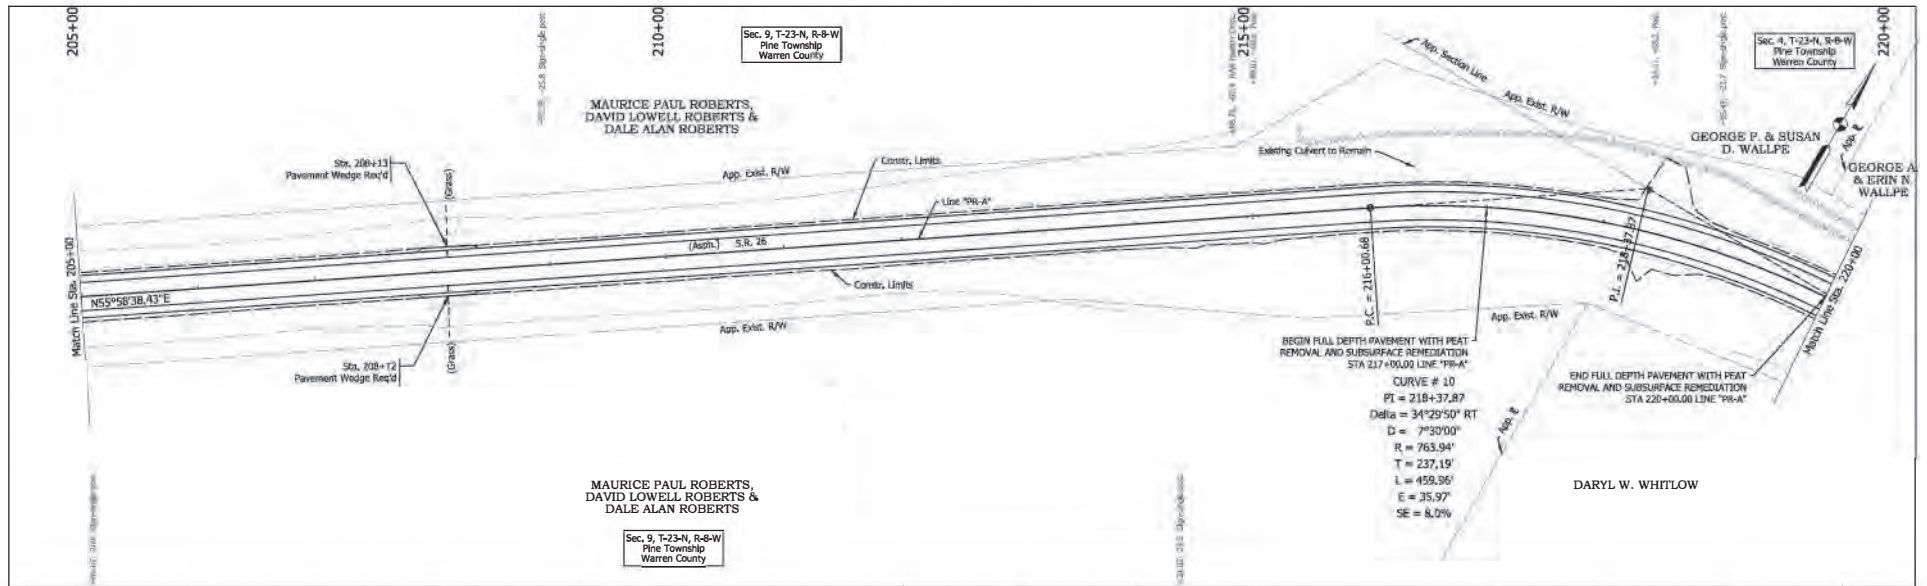 205+00
210+00
215+00
220+00
Sec. 9, T-23-N, R-8-W
Pine Township
Warren County
Sec. 4, T-23-N, R-8-W
Pine Township
Warren County
App. Section Line
App. Exist. R/W
MAURICE PAUL ROBERTS,
DAVID LOWELL ROBERTS &
DALE ALAN ROBERTS
GEORGE P. & SUSAN
D. WALLPE
App. ⅊
GEORGE A.
& ERIN N.
WALLPE
Sta. 208+13
Pavement Wedge Req'd
(Grass)
App. Exist. R/W
Constr. Limits
Existing Culvert to Remain
Line "PR-A"
(Asph.) S.R. 26
Match Line Sta. 205+00
N55°58'38.43"E
Constr. Limits
P.C. = 216+00.68
P.I. = 218+37.87
Match Line Sta. 220+00
App. Exist. R/W
App. Exist. R/W
Sta. 208+12
Pavement Wedge Req'd
(Grass)
BEGIN FULL DEPTH PAVEMENT WITH PEAT
REMOVAL AND SUBSURFACE REMEDIATION
STA 217+00.00 LINE "PR-A"
END FULL DEPTH PAVEMENT WITH PEAT
REMOVAL AND SUBSURFACE REMEDIATION
STA 220+00.00 LINE "PR-A"
CURVE # 10
PI = 218+37.87
Delta = 34°29'50" RT
D = 7°30'00"
R = 763.94'
T = 237.19'
L = 459.96'
E = 35.97'
SE = 8.0%
App. ⅊
MAURICE PAUL ROBERTS,
DAVID LOWELL ROBERTS &
DALE ALAN ROBERTS
DARYL W. WHITLOW
Sec. 9, T-23-N, R-8-W
Pine Township
Warren County